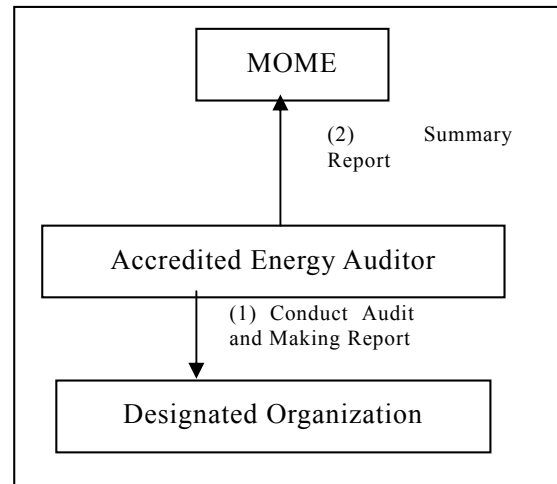 MOME
(2) Summary
Report
Accredited Energy Auditor
(1) Conduct Audit
and Making Report
Designated Organization